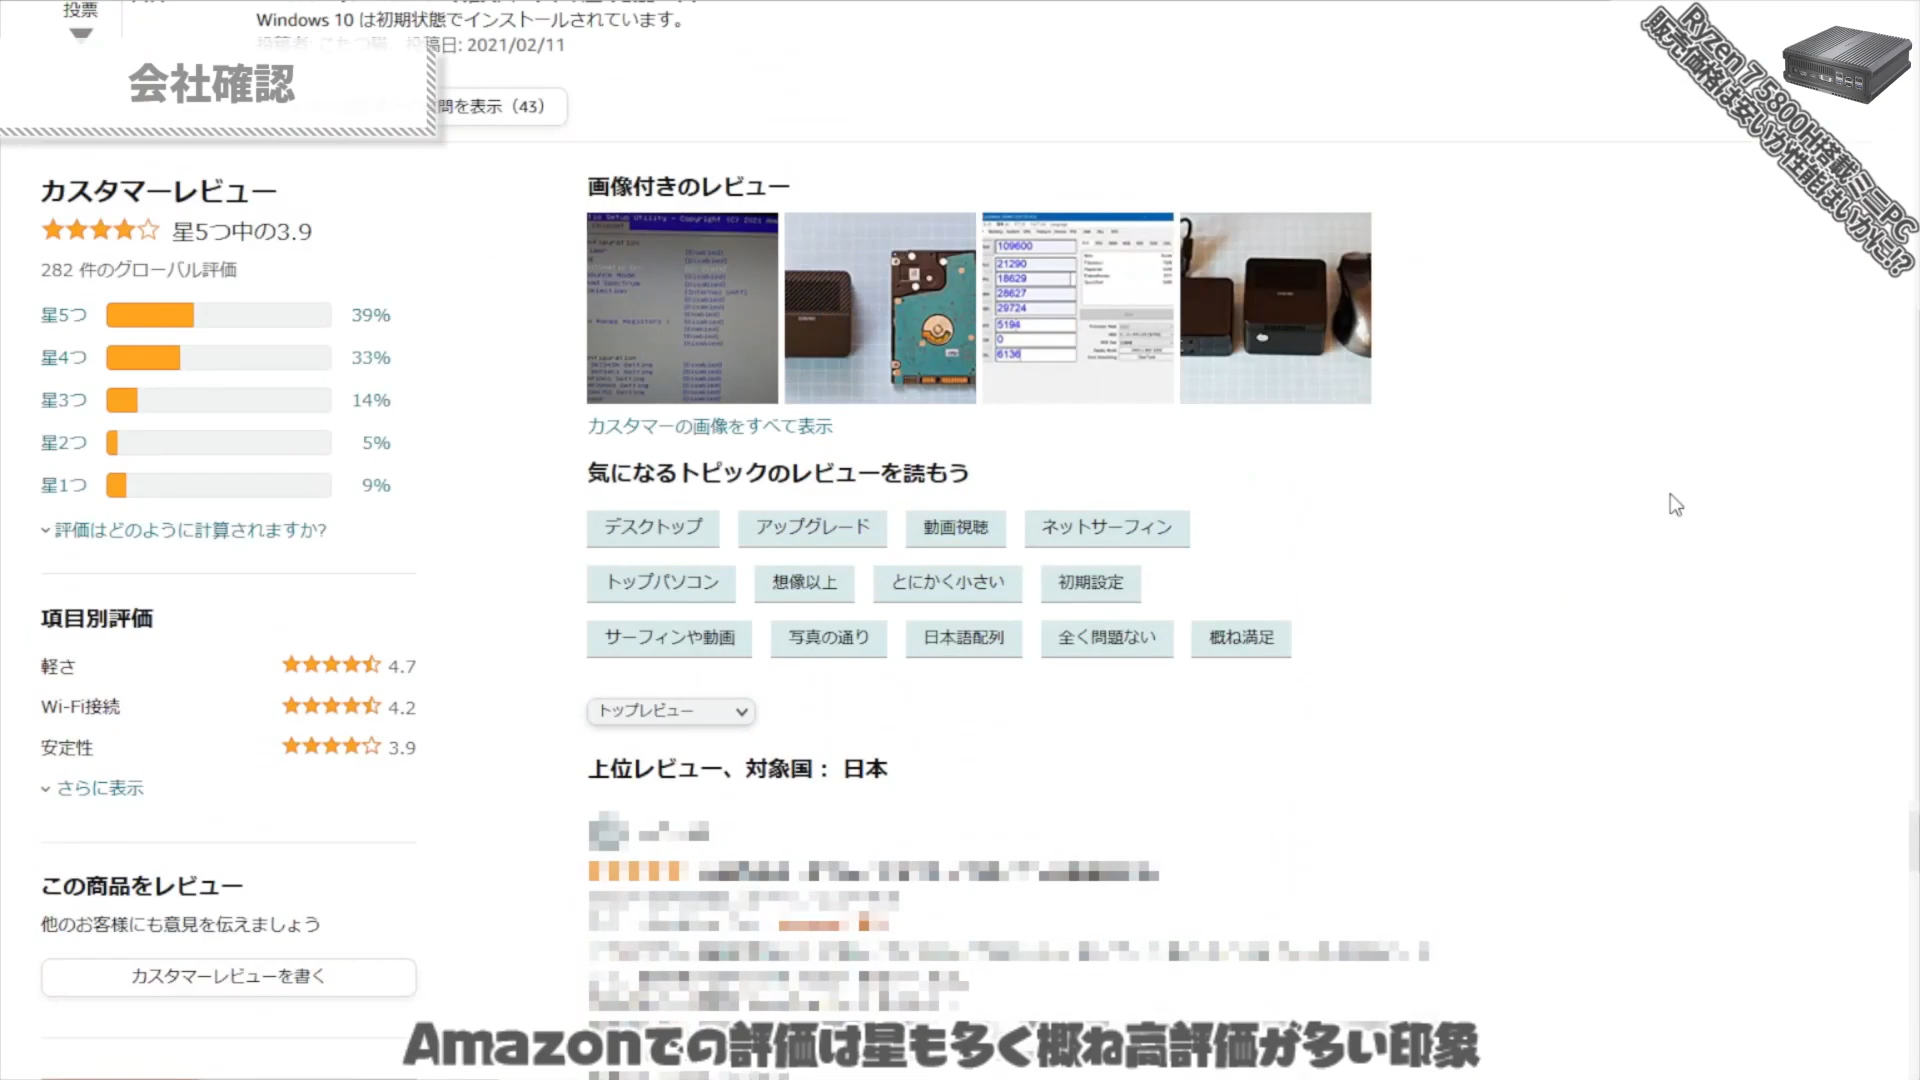 投票
Windows 10 は初期状態でインストールされています。
稿日: 2021/02/11
会社確認
問を表示（43）
Ryzen 7 5800H搭載ミニPC
販売価格は安いが性能はいかに!?
カスタマーレビュー
星5つ中の3.9
282 件のグローバル評価
星5つ 39%
星4つ 33%
星3つ 14%
星2つ 5%
星1つ 9%
評価はどのように計算されますか?
項目別評価
軽さ 4.7
Wi-Fi接続 4.2
安定性 3.9
さらに表示
この商品をレビュー
他のお客様にも意見を伝えましょう
カスタマーレビューを書く
画像付きのレビュー
109600
21290
18629
28627
29724
5194
0
6136
カスタマーの画像をすべて表示
気になるトピックのレビューを読もう
デスクトップ アップグレード 動画視聴 ネットサーフィン
トップパソコン 想像以上 とにかく小さい 初期設定
サーフィンや動画 写真の通り 日本語配列 全く問題ない 概ね満足
トップレビュー
上位レビュー、対象国： 日本
Amazonでの評価は星も多く概ね高評価が多い印象